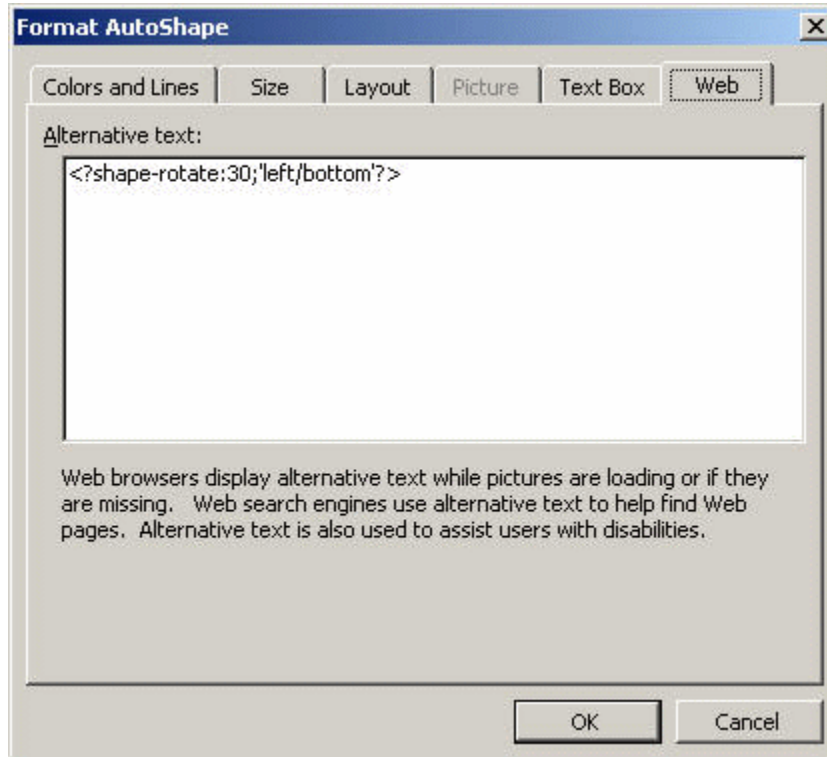 Format AutoShape
Colors and Lines Size Layout Picture Text Box Web
Alternative text:
<?shape-rotate:30;'left/bottom'?>
Web browsers display alternative text while pictures are loading or if they
are missing.   Web search engines use alternative text to help find Web
pages.  Alternative text is also used to assist users with disabilities.
OK Cancel